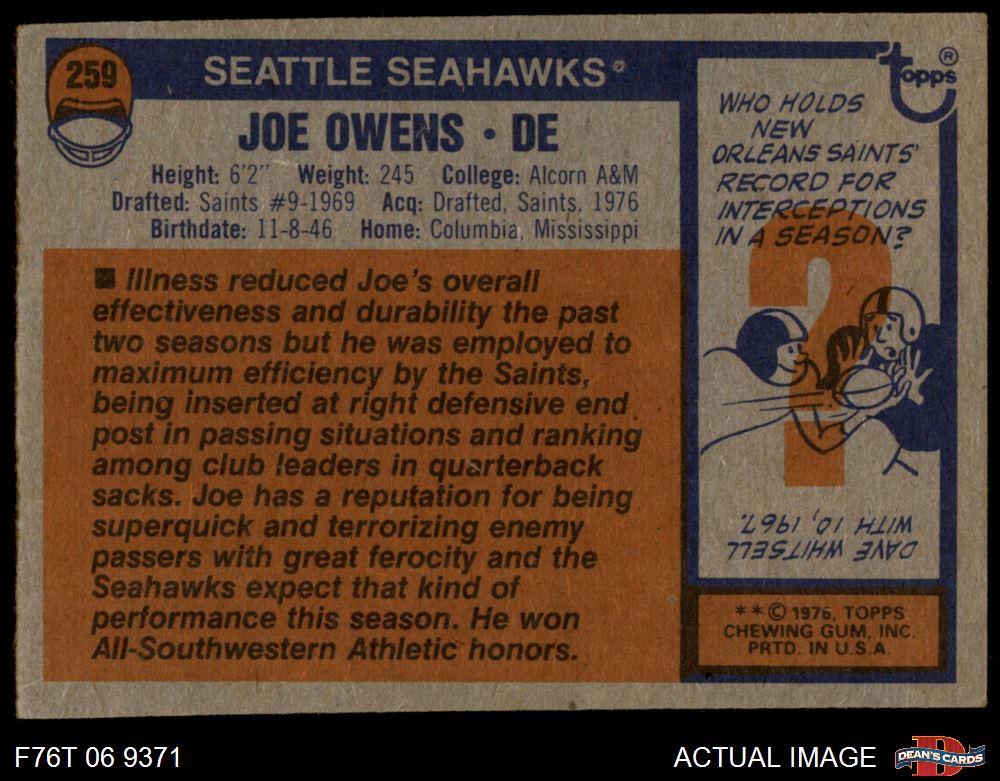 259
SEATTLE SEAHAWKS®
JOE OWENS • DE
Height: 6'2" Weight: 245 College: Alcorn A&M
Drafted: Saints #9-1969 Acq: Drafted, Saints, 1976
Birthdate: 11-8-46 Home: Columbia, Mississippi
■ Illness reduced Joe's overall
effectiveness and durability the past
two seasons but he was employed to
maximum efficiency by the Saints,
being inserted at right defensive end
post in passing situations and ranking
among club leaders in quarterback
sacks. Joe has a reputation for being
superquick and terrorizing enemy
passers with great ferocity and the
Seahawks expect that kind of
performance this season. He won
All-Southwestern Athletic honors.
topps®
WHO HOLDS
NEW
ORLEANS SAINTS'
RECORD FOR
INTERCEPTIONS
IN A SEASON?
?
DAVE WHITSELL
WITH 10, 1967.
**© 1976, TOPPS
CHEWING GUM, INC.
PRTD. IN U.S.A.
F76T 06 9371
ACTUAL IMAGE
D
DEAN'S CARDS